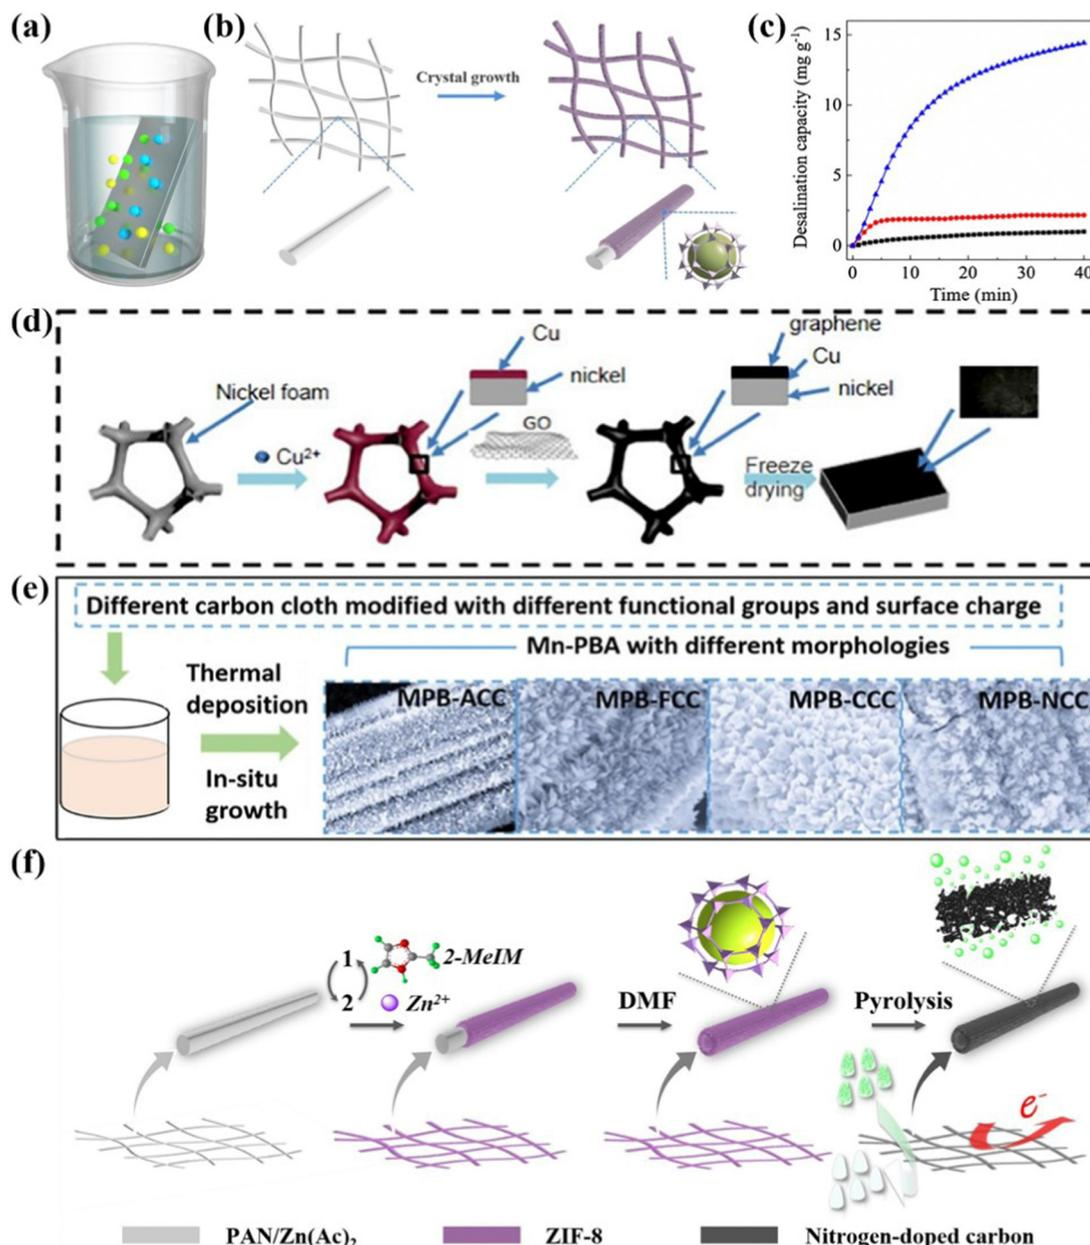 (a)
(b)
Crystal growth
(c)
Desalination capacity (mg g⁻¹)
15
10
5
0
0 10 20 30 40
Time (min)
(d)
Nickel foam
Cu²⁺
Cu
nickel
GO
graphene
Cu
nickel
Freeze
drying
(e)
Different carbon cloth modified with different functional groups and surface charge
Mn-PBA with different morphologies
Thermal
deposition
In-situ
growth
MPB-ACC
MPB-FCC
MPB-CCC
MPB-NCC
(f)
1
2
2-MeIM
Zn²⁺
DMF
Pyrolysis
e⁻
PAN/Zn(Ac)₂
ZIF-8
Nitrogen-doped carbon